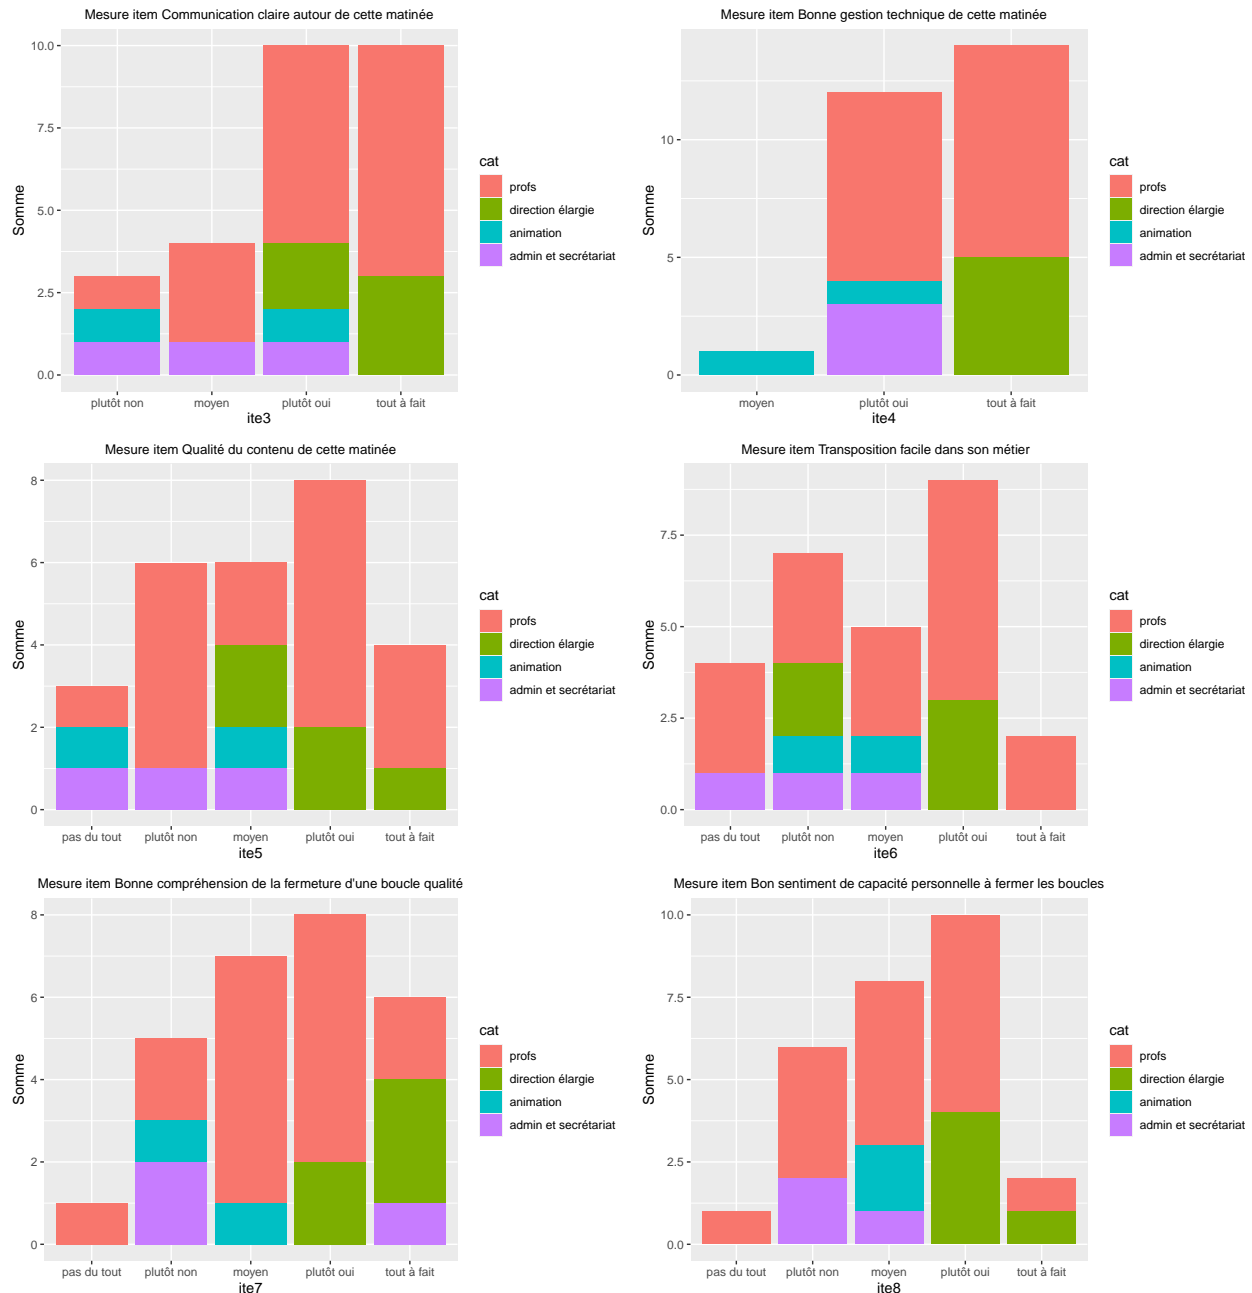 Mesure item Communication claire autour de cette matinée
10.0
7.5
5.0
2.5
0.0
Somme
plutôt non moyen plutôt oui tout à fait
ite3
cat
profs
direction élargie
animation
admin et secrétariat
Mesure item Bonne gestion technique de cette matinée
10
5
0
Somme
moyen plutôt oui tout à fait
ite4
cat
profs
direction élargie
animation
admin et secrétariat
Mesure item Qualité du contenu de cette matinée
8
6
4
2
0
Somme
pas du tout plutôt non moyen plutôt oui tout à fait
ite5
cat
profs
direction élargie
animation
admin et secrétariat
Mesure item Transposition facile dans son métier
7.5
5.0
2.5
0.0
Somme
pas du tout plutôt non moyen plutôt oui tout à fait
ite6
cat
profs
direction élargie
animation
admin et secrétariat
Mesure item Bonne compréhension de la fermeture d'une boucle qualité
8
6
4
2
0
Somme
pas du tout plutôt non moyen plutôt oui tout à fait
ite7
cat
profs
direction élargie
animation
admin et secrétariat
Mesure item Bon sentiment de capacité personnelle à fermer les boucles
10.0
7.5
5.0
2.5
0.0
Somme
pas du tout plutôt non moyen plutôt oui tout à fait
ite8
cat
profs
direction élargie
animation
admin et secrétariat